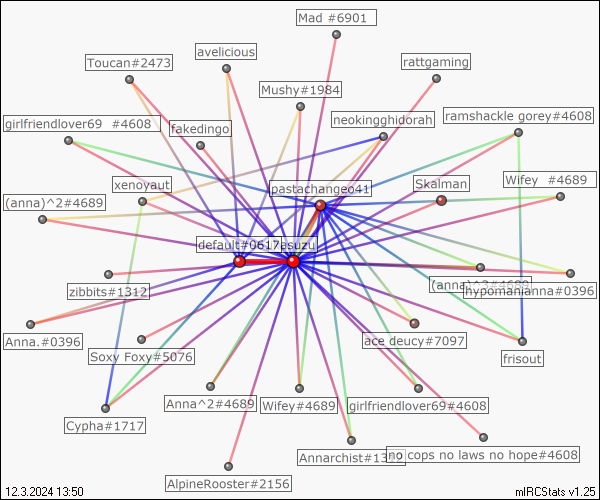 Mad #6901
avelicious
Toucan#2473
rattgaming
Mushy#1984
girlfriendlover69 #4608
fakedingo
neokingghidorah
ramshackle gorey#4608
xenoyaut
pastachangeo41
Skalman
Wifey #4689
(anna)^2#4689
default#0617asuzu
zibbits#1312
(anna)^2#4689
hypomanianna#0396
Anna.#0396
Soxy Foxy#5076
ace deucy#7097
frisout
Cypha#1717
Anna^2#4689
Wifey#4689
girlfriendlover69#4608
Annarchist#13
no cops no laws no hope#4608
AlpineRooster#2156
12.3.2024 13:50
mIRCStats v1.25